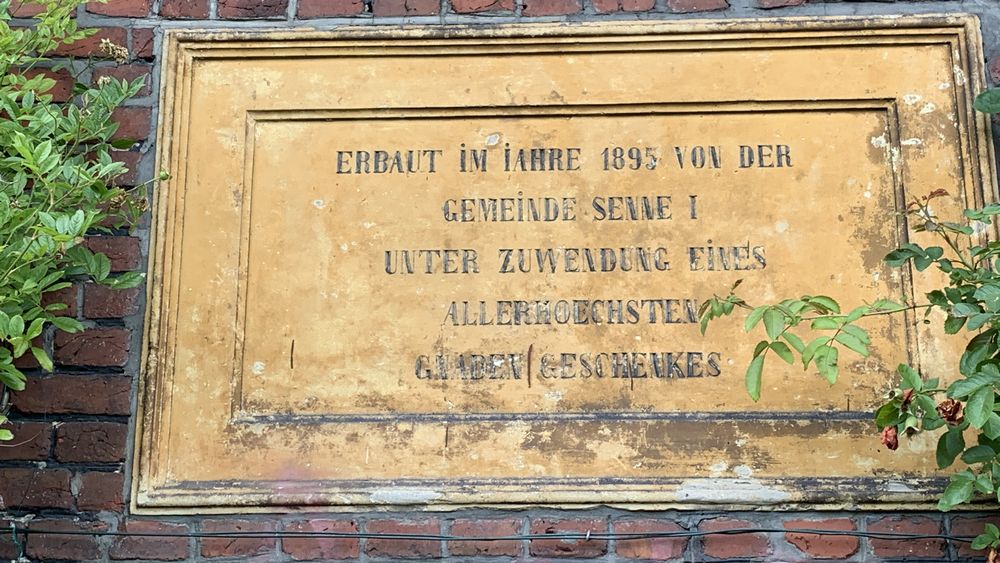 ERBAUT iM iAHRE 1895 VON DER
GEMEiNDE SENNE I
UNTER ZUWENDUNG EiNES
ALLERHOECHSTEN
GNADEN GESCHENKES